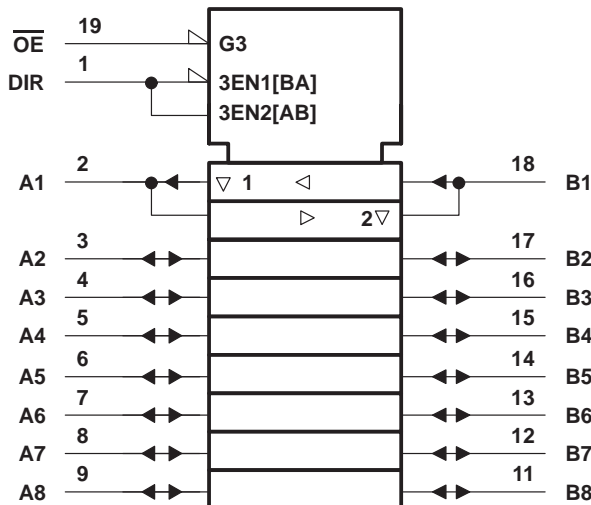 19
OE G3
1
DIR 3EN1[BA]
3EN2[AB]
2 18
A1 1 B1
2
3 17
A2 B2
4 16
A3 B3
5 15
A4 B4
6 14
A5 B5
7 13
A6 B6
8 12
A7 B7
9 11
A8 B8